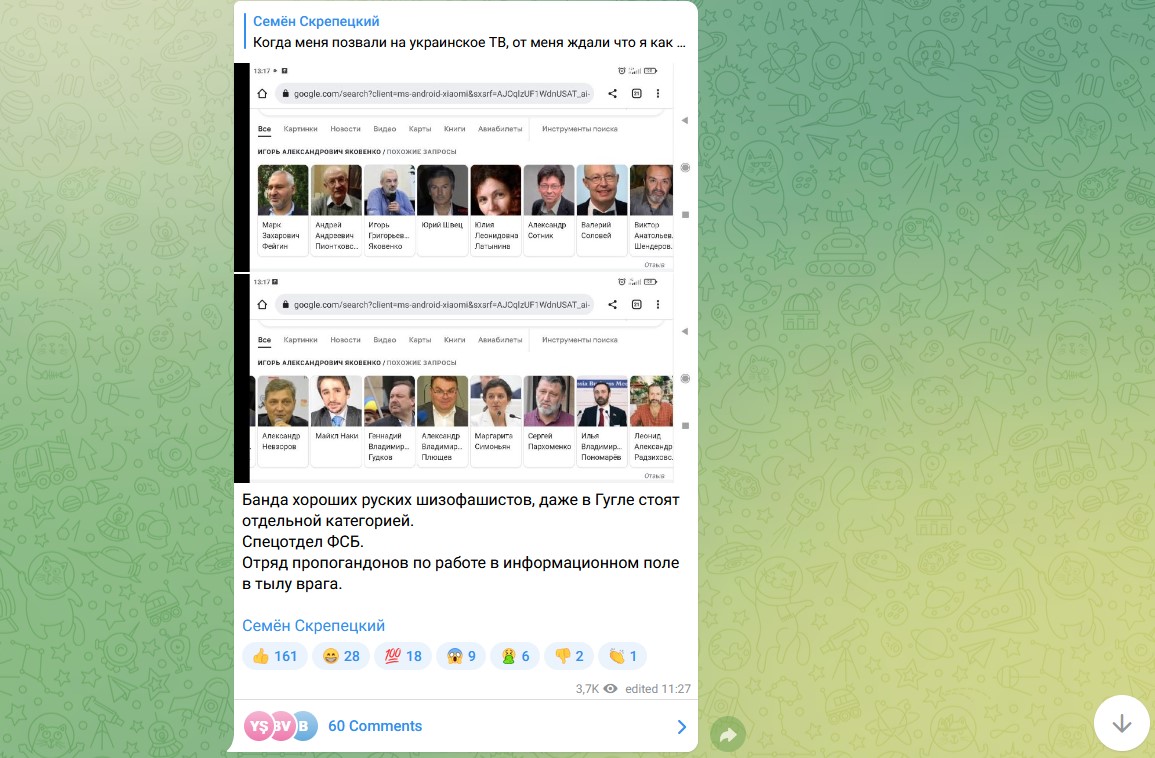 Семён Скрепецкий
Когда меня позвали на украинское ТВ, от меня ждали что я как ...
13:17
google.com/search?client=ms-android-xiaomi&sxsrf=AJOqlzUF1WdnUSAT_ai-
Все Картинки Новости Видео Карты Книги Авиабилеты Инструменты поиска
ИГОРЬ АЛЕКСАНДРОВИЧ ЯКОВЕНКО / ПОХОЖИЕ ЗАПРОСЫ
Марк Захарович Фейгин
Андрей Андреевич Пионтковс...
Игорь Григорьев... Яковенко
Юрий Швец
Юлия Леонидовна Латынина
Александр Сотник
Валерий Соловей
Виктор Анатольев. Шендеров.
Отзыв
13:17
google.com/search?client=ms-android-xiaomi&sxsrf=AJOqlzUF1WdnUSAT_ai-
Все Картинки Новости Видео Карты Книги Авиабилеты Инструменты поиска
ИГОРЬ АЛЕКСАНДРОВИЧ ЯКОВЕНКО / ПОХОЖИЕ ЗАПРОСЫ
Александр Невзоров
Майкл Наки
Геннадий Владимир... Гудков
Александр Владимир... Плющев
Маргарита Симоньян
Сергей Пархоменко
Илья Владимир... Пономарёв
Леонид Александр Радзиховс.
Отзыв
Банда хороших руских шизофашистов, даже в Гугле стоят
отдельной категорией.
Спецотдел ФСБ.
Отряд пропогандонов по работе в информационном поле
в тылу врага.
Семён Скрепецкий
161 28 18 9 6 2 1
3,7K edited 11:27
YŞ BV B 60 Comments